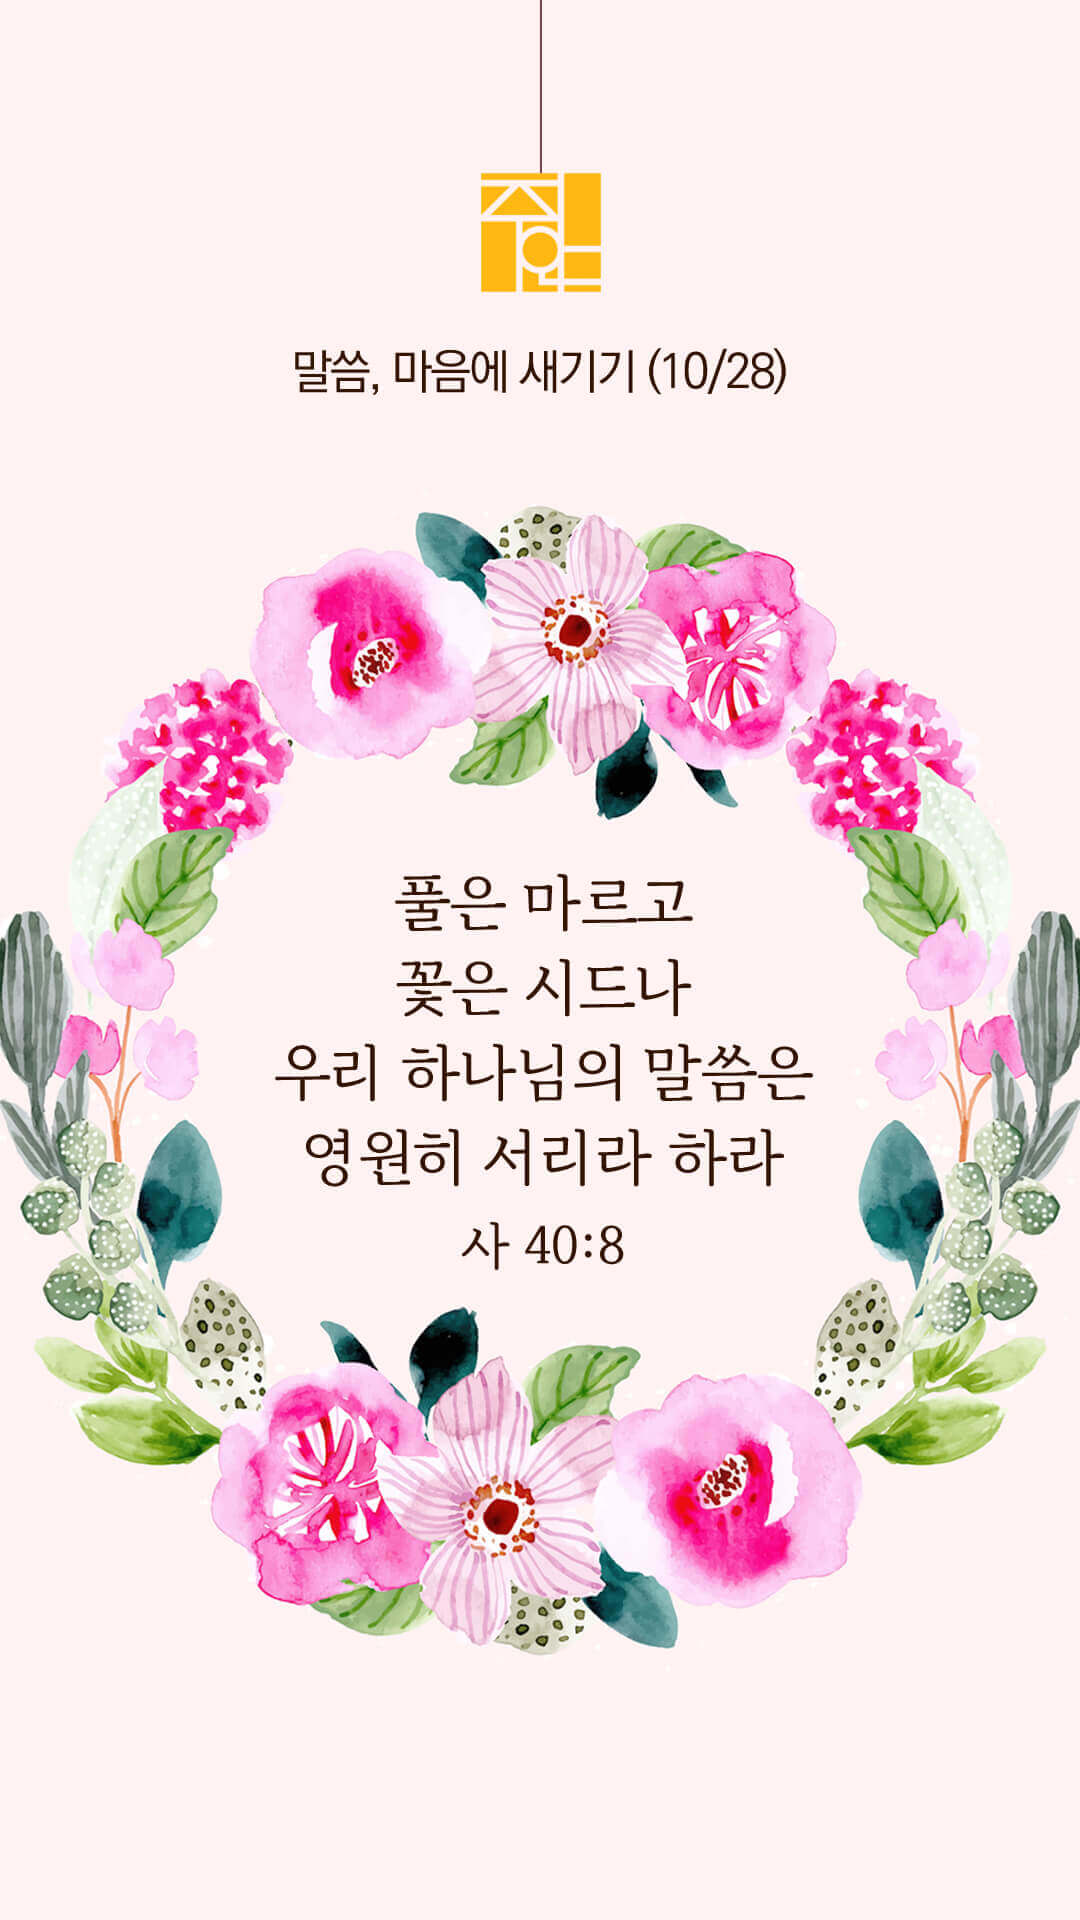 주인
말씀, 마음에 새기기 (10/28)
풀은 마르고
꽃은 시드나
우리 하나님의 말씀은
영원히 서리라 하라
사 40:8